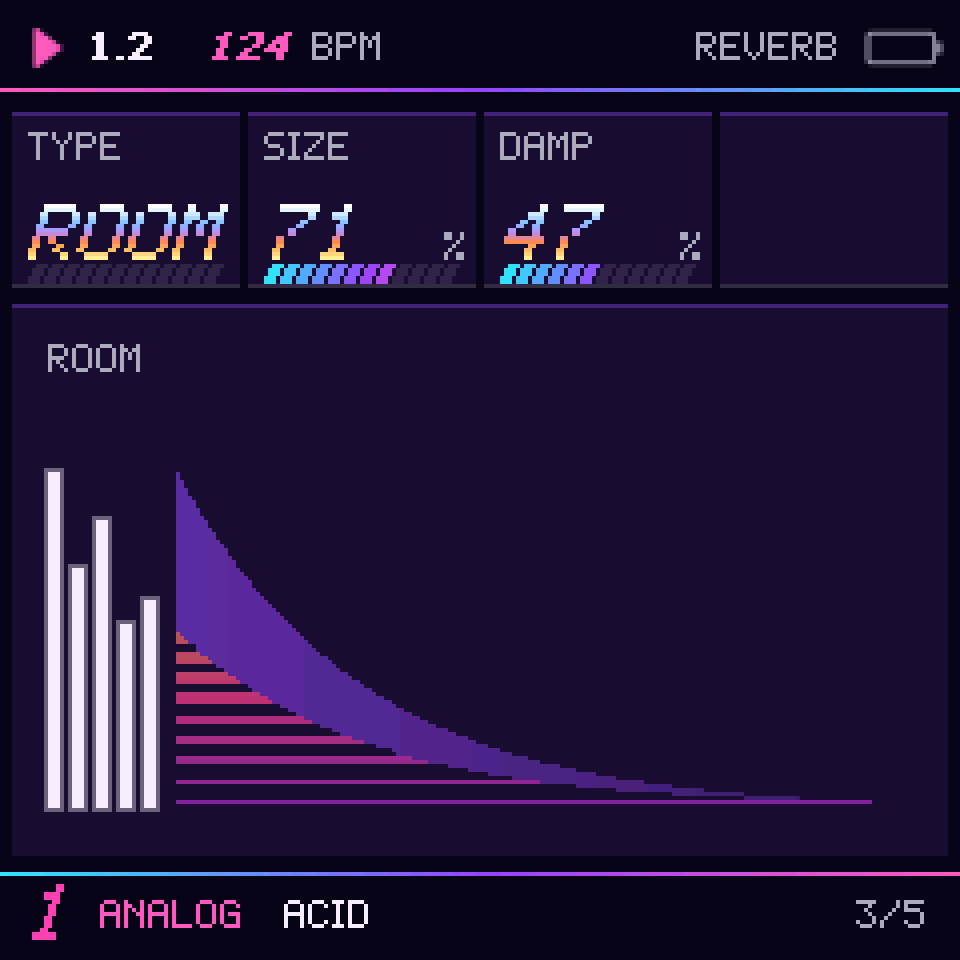 1.2 124 BPM REVERB
TYPE SIZE DAMP
ROOM 71 % 47 %
ROOM
1 ANALOG ACID 3/5